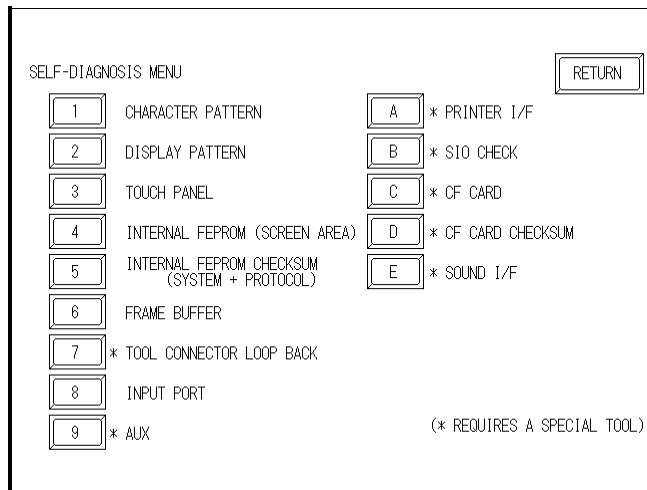 SELF-DIAGNOSIS MENU
RETURN
1 CHARACTER PATTERN
2 DISPLAY PATTERN
3 TOUCH PANEL
4 INTERNAL FEPROM (SCREEN AREA)
5 INTERNAL FEPROM CHECKSUM
(SYSTEM + PROTOCOL)
6 FRAME BUFFER
7 * TOOL CONNECTOR LOOP BACK
8 INPUT PORT
9 * AUX
A * PRINTER I/F
B * SIO CHECK
C * CF CARD
D * CF CARD CHECKSUM
E * SOUND I/F
(* REQUIRES A SPECIAL TOOL)